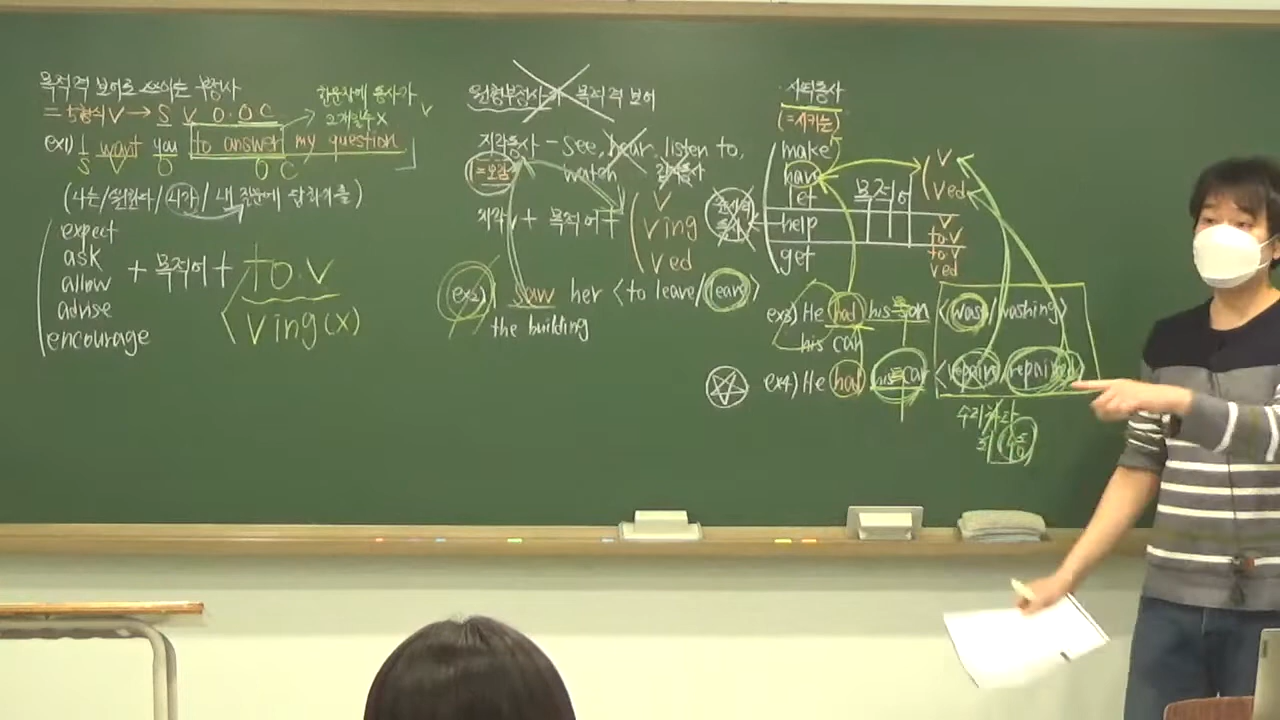 목적격 보어로 쓰이는 부정사
= 5형식V → S V O O.C
한문장에 동사가
2개일수X
ex1) I want you to answer my question
S V O O C
(나는/원한다/너가/내 질문에 답하기를)
expect
ask
allow
advise
encourage
+ 목적어 +
to.V
Ving(X)
원형부정사가 목적격 보어
지각동사 - see, hear, listen to,
watch
지각V + 목적어 +
V
Ving
Ved
ex2) I saw her <to leave/leave>
the building
사역동사
(=시키는)
make
have
let
help
get
목적어
V
Ved
V
to.V
to.V
Ved
ex3) He had his son <wash/washing>
his car
ex4) He had his car <repair/repaired>